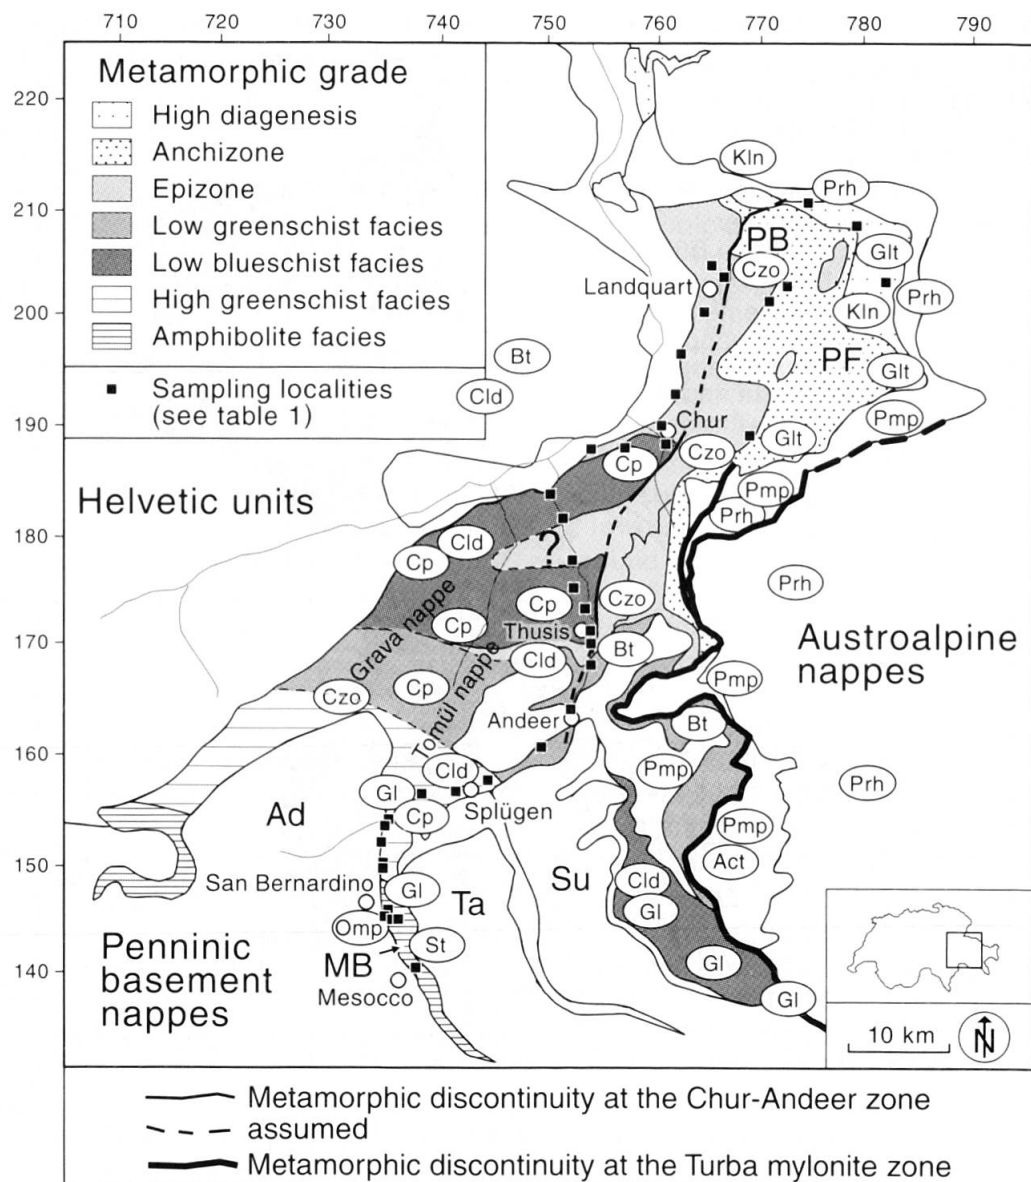 710 720 730 740 750 760 770 780 790
220
210
200
190
180
170
160
150
140
Metamorphic grade
High diagenesis
Anchizone
Epizone
Low greenschist facies
Low blueschist facies
High greenschist facies
Amphibolite facies
Sampling localities
(see table 1)
Kln
Prh
PB
Glt
Czo
Landquart
Prh
Kln
Bt
PF
Glt
Cld
Pmp
Chur
Glt
Czo
Cp
Pmp
Helvetic units
Prh
Cld
?
Cp
Prh
Cp
Czo
Grava nappe
Cp
Thusis
Bt
Austroalpine
nappes
Cld
Tomül nappe
Cp
Pmp
Czo
Andeer
Bt
Cld
Pmp
Prh
Gl
Splügen
Ad
Cp
Pmp
Act
San Bernardino
Gl
Ta
Su
Cld
Gl
Omp
St
Penninic
basement
nappes
MB
Gl
Mesocco
Gl
10 km
N
Metamorphic discontinuity at the Chur-Andeer zone
assumed
Metamorphic discontinuity at the Turba mylonite zone